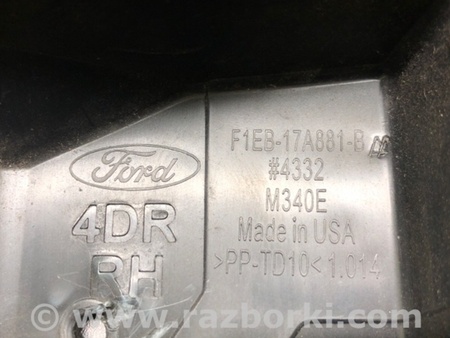 Ford
4DR
RH
F1EB-17A881-B
#4332
M340E
Made in USA
>PP-TD10<1.014
www.razborki.com